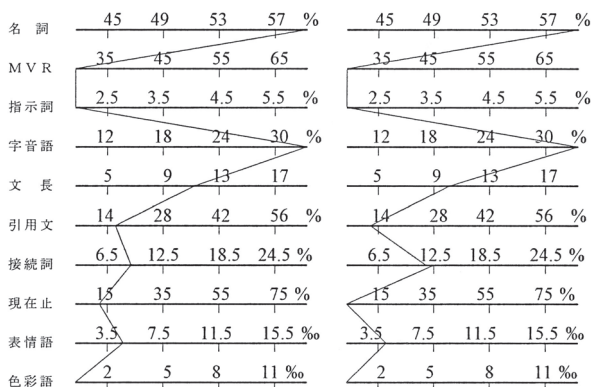 45 49 53 57 % 45 49 53 57 %
名詞
35 45 55 65 35 45 55 65
MVR
2.5 3.5 4.5 5.5 % 2.5 3.5 4.5 5.5 %
指示詞
12 18 24 30 % 12 18 24 30 %
字音語
5 9 13 17 5 9 13 17
文長
14 28 42 56 % 14 28 42 56 %
引用文
6.5 12.5 18.5 24.5 % 6.5 12.5 18.5 24.5 %
接続詞
15 35 55 75 % 15 35 55 75 %
現在止
3.5 7.5 11.5 15.5 ‰ 3.5 7.5 11.5 15.5 ‰
表情語
2 5 8 11 ‰ 2 5 8 11 ‰
色彩語